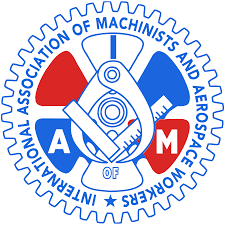 INTERNATIONAL ASSOCIATION OF MACHINISTS AND AEROSPACE WORKERS
I
A M
OF